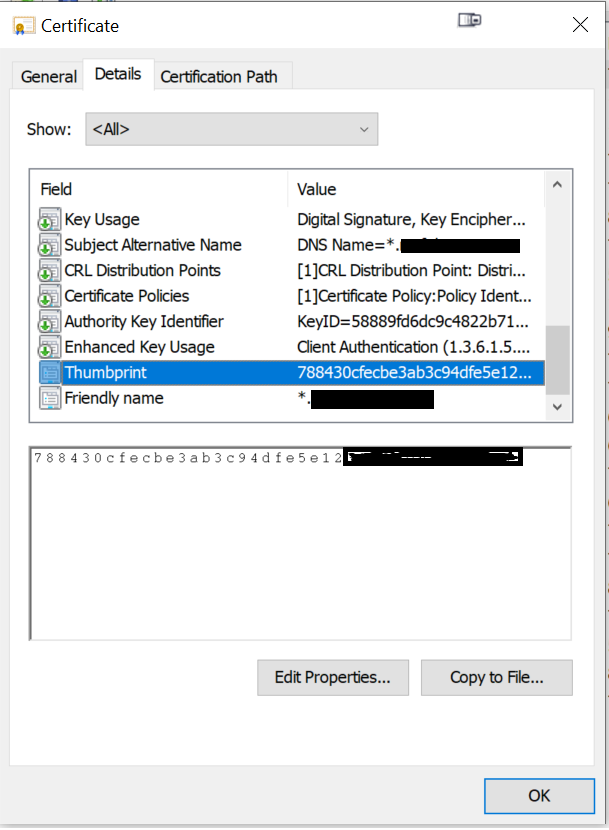 Certificate
General Details Certification Path
Show: <All>
Field Value
Key Usage Digital Signature, Key Encipher...
Subject Alternative Name DNS Name=*.
CRL Distribution Points [1]CRL Distribution Point: Distri...
Certificate Policies [1]Certificate Policy:Policy Ident...
Authority Key Identifier KeyID=58889fd6dc9c4822b71...
Enhanced Key Usage Client Authentication (1.3.6.1.5....
Thumbprint 788430cfecbe3ab3c94dfe5e12...
Friendly name *.
788430cfecbe3ab3c94dfe5e12
Edit Properties... Copy to File...
OK